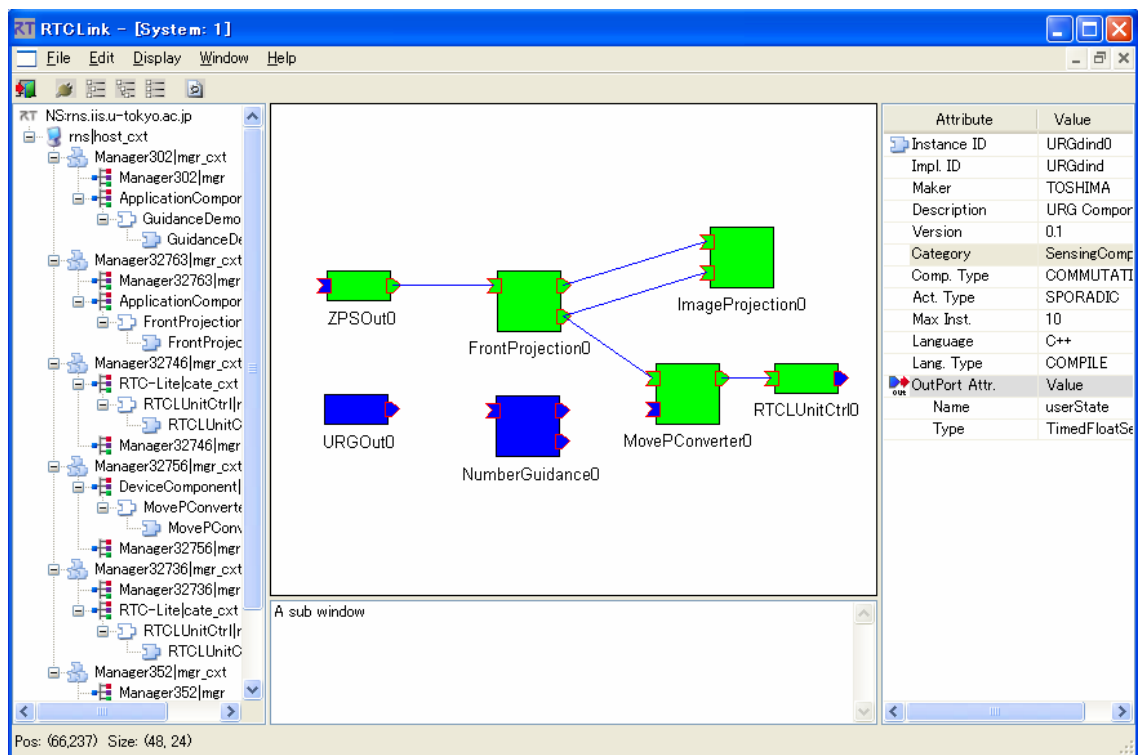 RTCLink - [System: 1]
File Edit Display Window Help
NS:rns.iis.u-tokyo.ac.jp
rns|host_cxt
Manager302|mgr_cxt
Manager302|mgr
ApplicationCompor
GuidanceDemo
GuidanceDe
Manager32763|mgr_cxt
Manager32763|mgr
ApplicationCompor
FrontProjection
FrontProjec
Manager32746|mgr_cxt
RTC-Lite|cate_cxt
RTCLUnitCtrl|r
RTCLUnitC
Manager32746|mgr
Manager32756|mgr_cxt
DeviceComponent|
MovePConverte
MovePConv
Manager32756|mgr
Manager32736|mgr_cxt
Manager32736|mgr
RTC-Lite|cate_cxt
RTCLUnitCtrl|r
RTCLUnitC
Manager352|mgr_cxt
Manager352|mgr
ZPSOut0
FrontProjection0
ImageProjection0
URGOut0
NumberGuidance0
MovePConverter0
RTCLUnitCtrl0
A sub window
Attribute Value
Instance ID URGdind0
Impl. ID URGdind
Maker TOSHIMA
Description URG Compor
Version 0.1
Category SensingComp
Comp. Type COMMUTATI
Act. Type SPORADIC
Max Inst. 10
Language C++
Lang. Type COMPILE
OutPort Attr. Value
Name userState
Type TimedFloatSe
Pos: (66,237) Size: (48, 24)